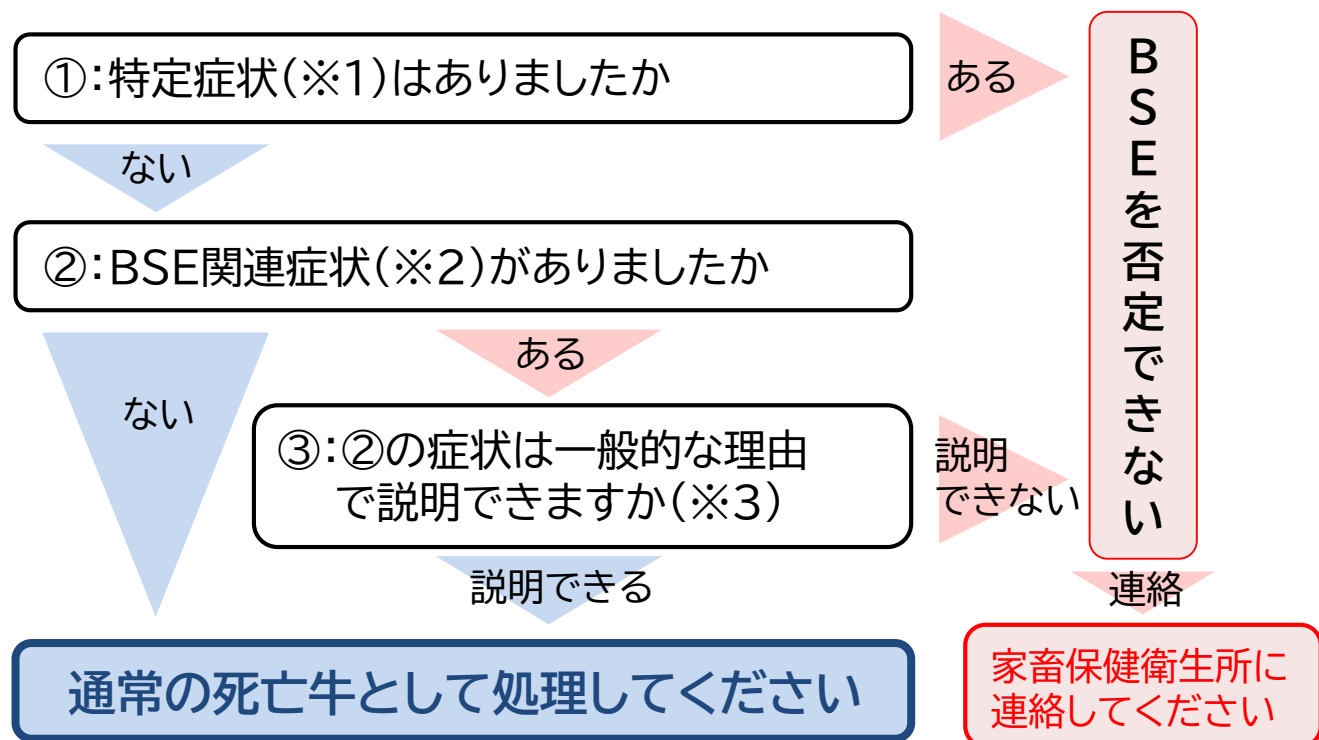 ①:特定症状(※1)はありましたか
ある
ない
②:BSE関連症状(※2)がありましたか
ない
ある
③:②の症状は一般的な理由
で説明できますか(※3)
説明
できない
説明できる
BSEを否定できない
連絡
通常の死亡牛として処理してください
家畜保健衛生所に
連絡してください